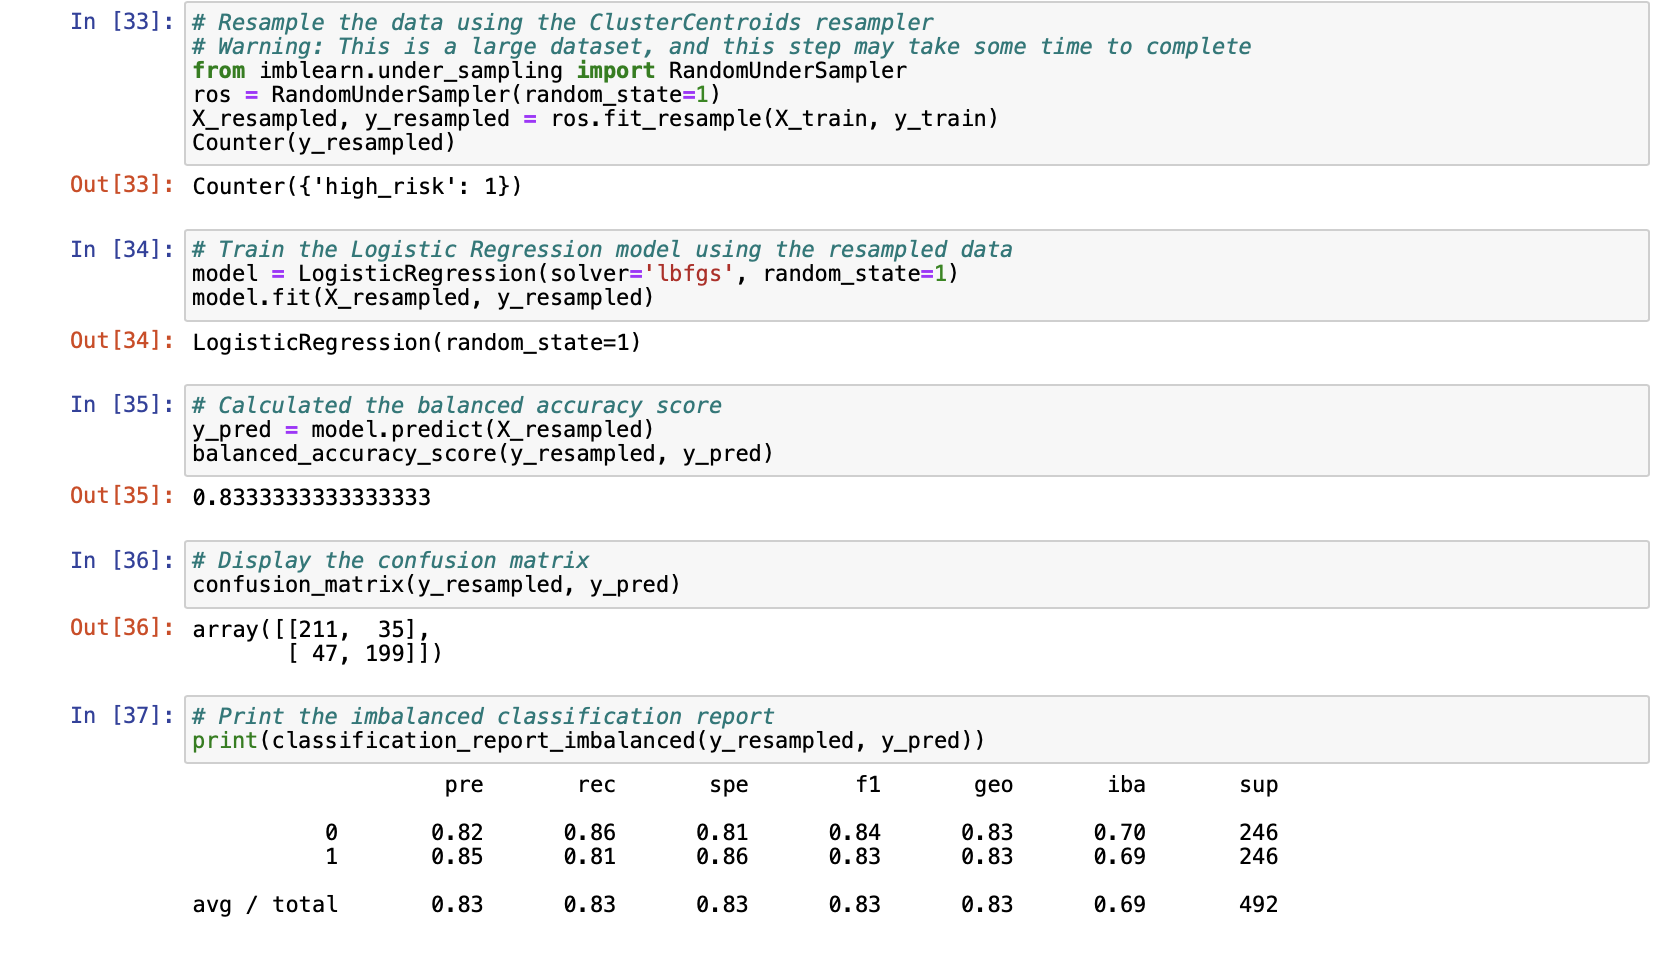 In [33]: # Resample the data using the ClusterCentroids resampler
# Warning: This is a large dataset, and this step may take some time to complete
from imblearn.under_sampling import RandomUnderSampler
ros = RandomUnderSampler(random_state=1)
X_resampled, y_resampled = ros.fit_resample(X_train, y_train)
Counter(y_resampled)
Out[33]: Counter({'high_risk': 1})
In [34]: # Train the Logistic Regression model using the resampled data
model = LogisticRegression(solver='lbfgs', random_state=1)
model.fit(X_resampled, y_resampled)
Out[34]: LogisticRegression(random_state=1)
In [35]: # Calculated the balanced accuracy score
y_pred = model.predict(X_resampled)
balanced_accuracy_score(y_resampled, y_pred)
Out[35]: 0.8333333333333333
In [36]: # Display the confusion matrix
confusion_matrix(y_resampled, y_pred)
Out[36]: array([[211,  35],
[ 47, 199]])
In [37]: # Print the imbalanced classification report
print(classification_report_imbalanced(y_resampled, y_pred))
pre rec spe f1 geo iba sup
0 0.82 0.86 0.81 0.84 0.83 0.70 246
1 0.85 0.81 0.86 0.83 0.83 0.69 246
avg / total 0.83 0.83 0.83 0.83 0.83 0.69 492